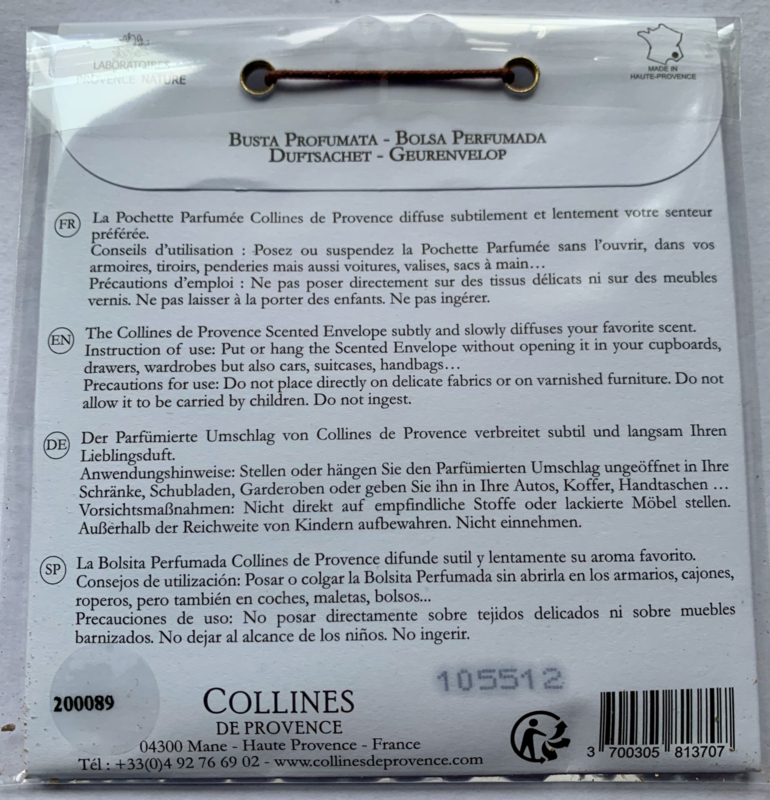 LABORATOIRES
PROVENCE NATURE
MADE IN
HAUTE-PROVENCE
BUSTA PROFUMATA - BOLSA PERFUMADA
DUFTSACHET - GEURENVELOP
FR
La Pochette Parfumée Collines de Provence diffuse subtilement et lentement votre senteur
préférée.
Conseils d'utilisation : Posez ou suspendez la Pochette Parfumée sans l'ouvrir, dans vos
armoires, tiroirs, penderies mais aussi voitures, valises, sacs à main...
Précautions d'emploi : Ne pas poser directement sur des tissus délicats ni sur des meubles
vernis. Ne pas laisser à la porter des enfants. Ne pas ingérer.
EN
The Collines de Provence Scented Envelope subtly and slowly diffuses your favorite scent.
Instruction of use: Put or hang the Scented Envelope without opening it in your cupboards,
drawers, wardrobes but also cars, suitcases, handbags...
Precautions for use: Do not place directly on delicate fabrics or on varnished furniture. Do not
allow it to be carried by children. Do not ingest.
DE
Der Parfümierte Umschlag von Collines de Provence verbreitet subtil und langsam Ihren
Lieblingsduft.
Anwendungshinweise: Stellen oder hängen Sie den Parfümierten Umschlag ungeöffnet in Ihre
Schränke, Schubladen, Garderoben oder geben Sie ihn in Ihre Autos, Koffer, Handtaschen ...
Vorsichtsmaßnahmen: Nicht direkt auf empfindliche Stoffe oder lackierte Möbel stellen.
Außerhalb der Reichweite von Kindern aufbewahren. Nicht einnehmen.
SP
La Bolsita Perfumada Collines de Provence difunde sutil y lentamente su aroma favorito.
Consejos de utilización: Posar o colgar la Bolsita Perfumada sin abrirla en los armarios, cajones,
roperos, pero también en coches, maletas, bolsos...
Precauciones de uso: No posar directamente sobre tejidos delicados ni sobre muebles
barnizados. No dejar al alcance de los niños. No ingerir.
105512
200089
COLLINES
DE PROVENCE
04300 Mane - Haute Provence - France
Tél : +33(0)4 92 76 69 02 - www.collinesdeprovence.com
3 700305 813707